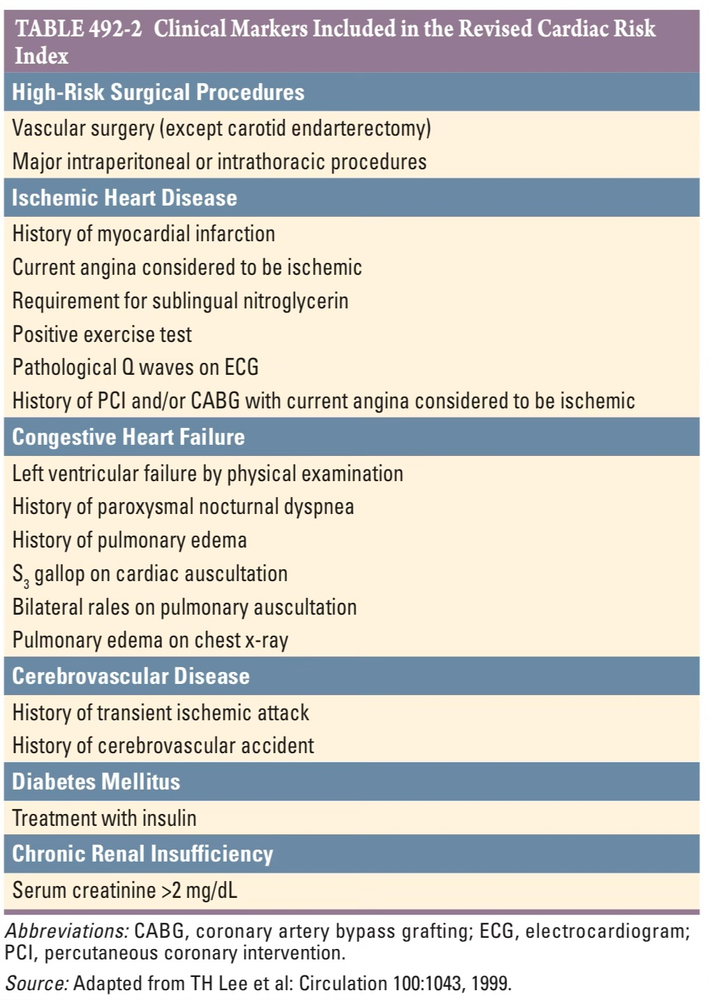 TABLE 492-2 Clinical Markers Included in the Revised Cardiac Risk
Index
High-Risk Surgical Procedures
Vascular surgery (except carotid endarterectomy)
Major intraperitoneal or intrathoracic procedures
Ischemic Heart Disease
History of myocardial infarction
Current angina considered to be ischemic
Requirement for sublingual nitroglycerin
Positive exercise test
Pathological Q waves on ECG
History of PCI and/or CABG with current angina considered to be ischemic
Congestive Heart Failure
Left ventricular failure by physical examination
History of paroxysmal nocturnal dyspnea
History of pulmonary edema
S₃ gallop on cardiac auscultation
Bilateral rales on pulmonary auscultation
Pulmonary edema on chest x-ray
Cerebrovascular Disease
History of transient ischemic attack
History of cerebrovascular accident
Diabetes Mellitus
Treatment with insulin
Chronic Renal Insufficiency
Serum creatinine >2 mg/dL
Abbreviations: CABG, coronary artery bypass grafting; ECG, electrocardiogram;
PCI, percutaneous coronary intervention.
Source: Adapted from TH Lee et al: Circulation 100:1043, 1999.